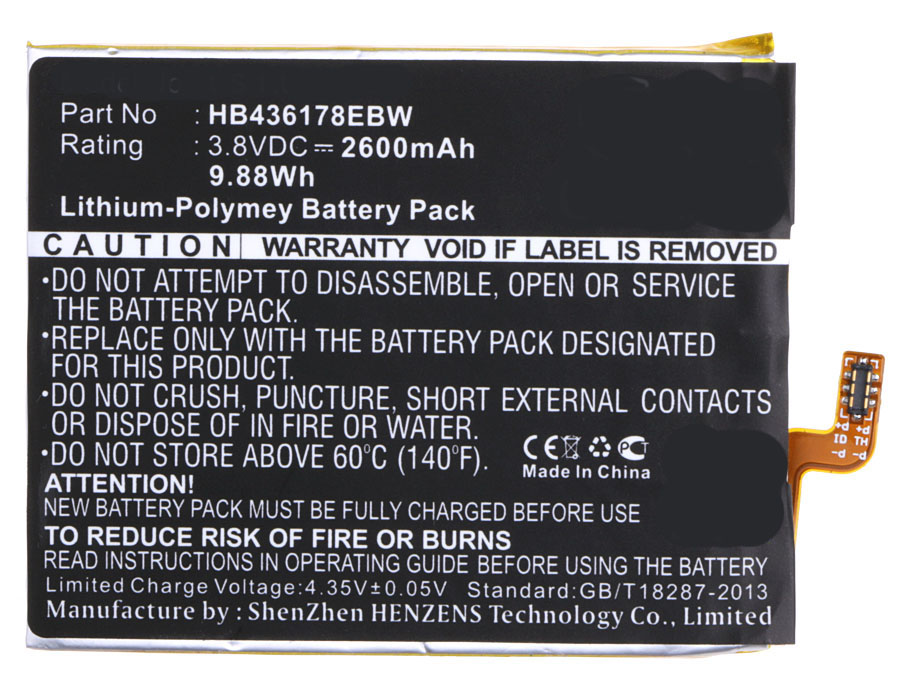 Part No : HB436178EBW
Rating : 3.8VDC ⎓ 2600mAh
9.88Wh
Lithium-Polymey Battery Pack
CAUTION WARRANTY VOID IF LABEL IS REMOVED
·DO NOT ATTEMPT TO DISASSEMBLE, OPEN OR SERVICE
THE BATTERY PACK.
·REPLACE ONLY WITH THE BATTERY PACK DESIGNATED
FOR THIS PRODUCT.
·DO NOT CRUSH, PUNCTURE, SHORT EXTERNAL CONTACTS
OR DISPOSE OF IN FIRE OR WATER.
·DO NOT STORE ABOVE 60°C (140°F).
CE PCT
Made In China
ATTENTION!
NEW BATTERY PACK MUST BE FULLY CHARGED BEFORE USE
TO REDUCE RISK OF FIRE OR BURNS
READ INSTRUCTIONS IN OPERATING GUIDE BEFORE USING THE BATTERY
Limited Charge Voltage:4.35V±0.05V Standard:GB/T18287-2013
Manufacture by : ShenZhen HENZENS Technology Co., Limited
P+ P+
ID TH
P- P-